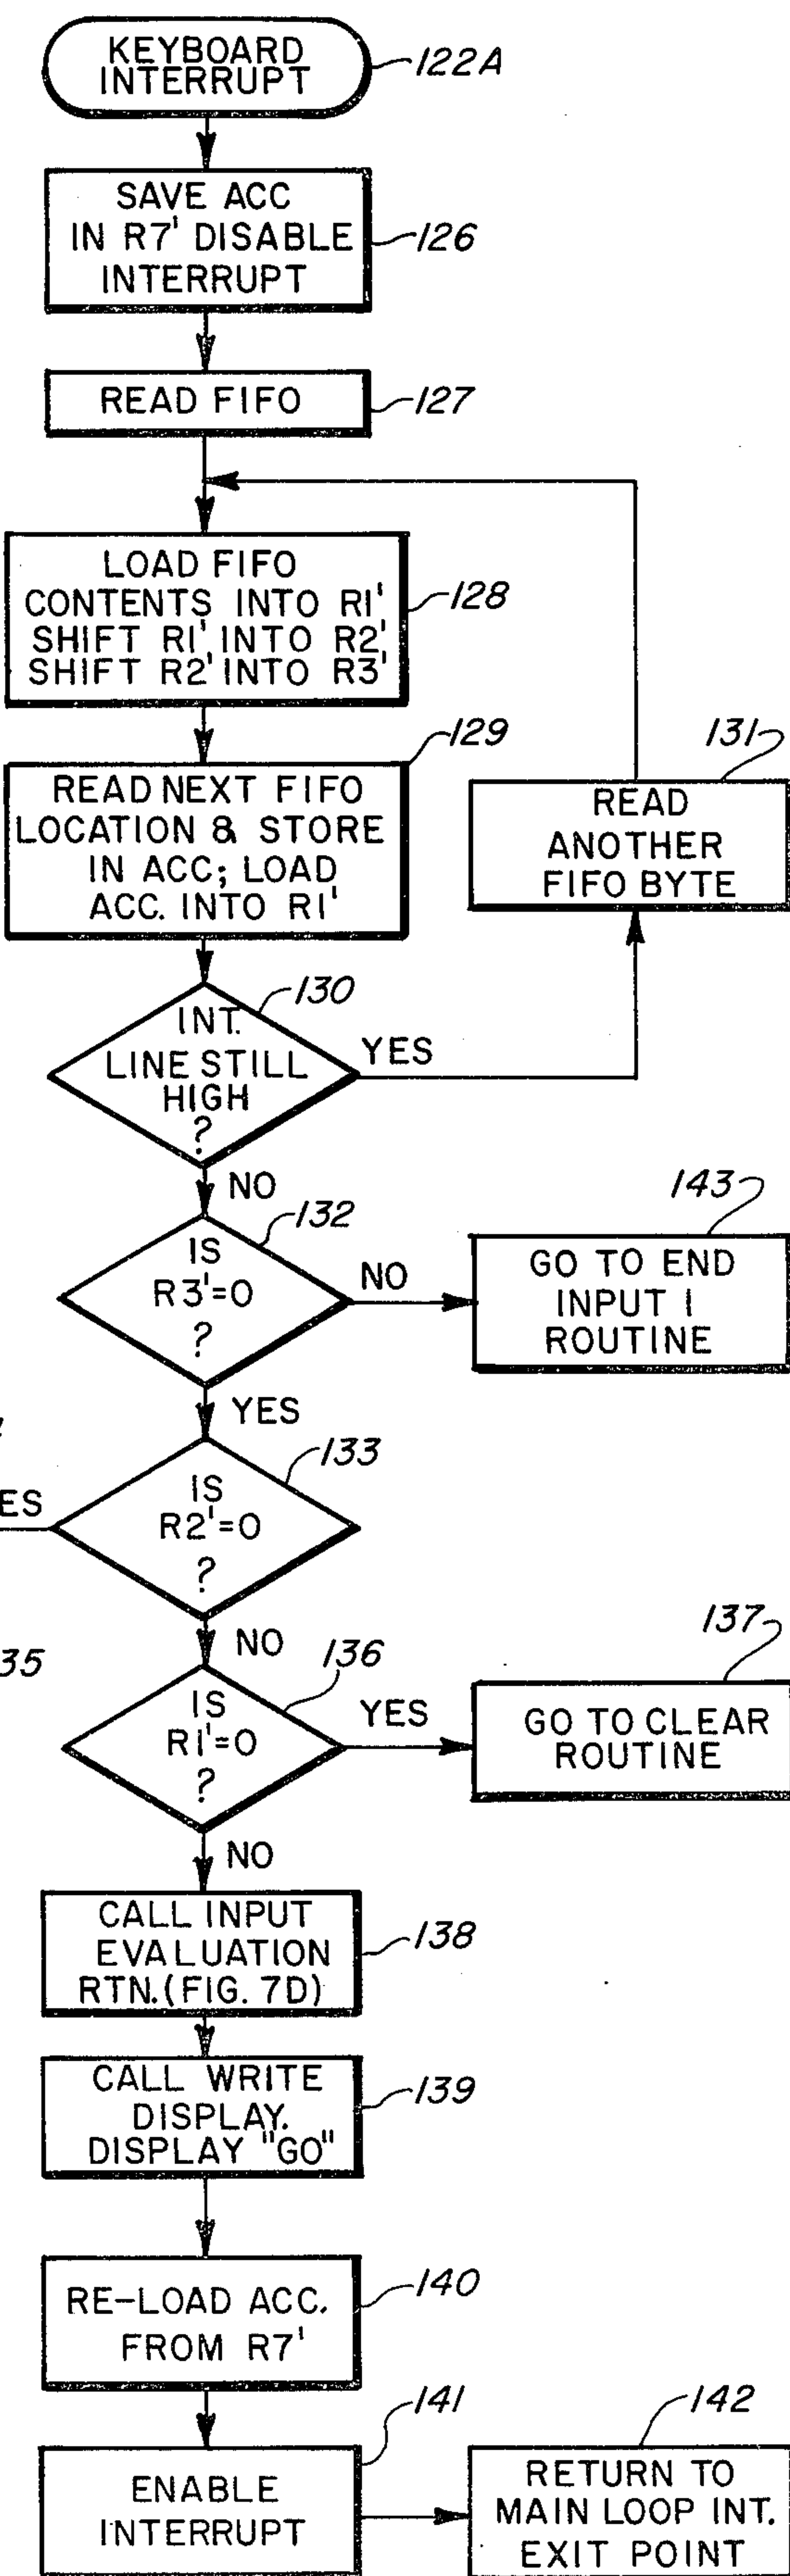 KEYBOARD
INTERRUPT
122A
SAVE ACC
IN R7' DISABLE
INTERRUPT
126
READ FIFO
127
LOAD FIFO
CONTENTS INTO R1'
SHIFT R1' INTO R2'
SHIFT R2' INTO R3'
128
129
READ NEXT FIFO
LOCATION & STORE
IN ACC; LOAD
ACC. INTO R1'
131
READ
ANOTHER
FIFO BYTE
130
INT.
LINE STILL
HIGH
?
YES
NO
132
IS
R3'=0
?
NO
143
GO TO END
INPUT 1
ROUTINE
YES
133
IS
R2'=0
?
ES
NO
35
136
IS
R1'=0
?
YES
137
GO TO CLEAR
ROUTINE
NO
CALL INPUT
EVALUATION
RTN.(FIG. 7D)
138
CALL WRITE
DISPLAY.
DISPLAY "GO"
139
RE-LOAD ACC.
FROM R7'
140
141
ENABLE
INTERRUPT
142
RETURN TO
MAIN LOOP INT.
EXIT POINT